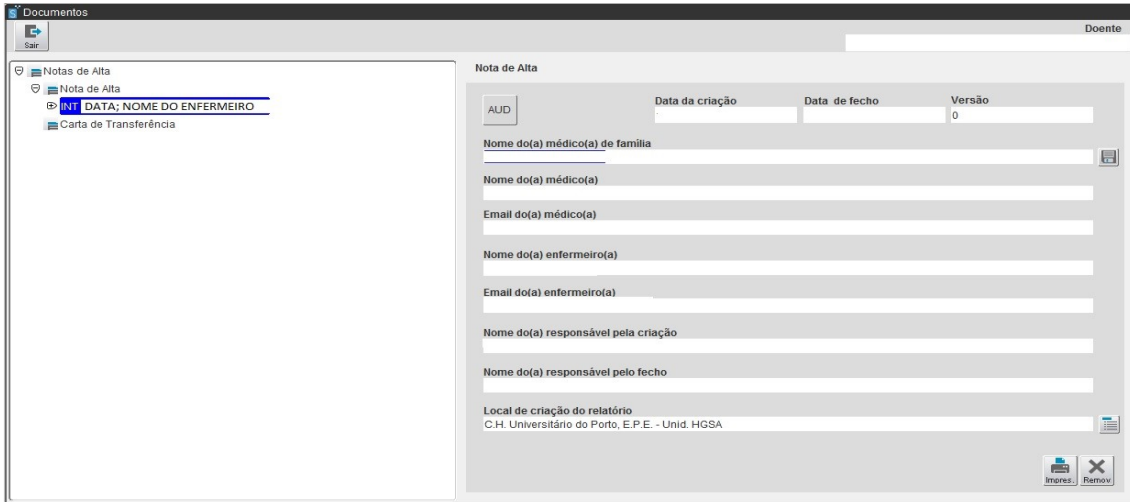 Documentos
Sair
Doente
Notas de Alta
Nota de Alta
INT DATA; NOME DO ENFERMEIRO
Carta de Transferência
Nota de Alta
AUD
Data da criação Data de fecho Versão
0
Nome do(a) médico(a) de família
Nome do(a) médico(a)
Email do(a) médico(a)
Nome do(a) enfermeiro(a)
Email do(a) enfermeiro(a)
Nome do(a) responsável pela criação
Nome do(a) responsável pelo fecho
Local de criação do relatório
C.H. Universitário do Porto, E.P.E. - Unid. HGSA
Impres. Remov.